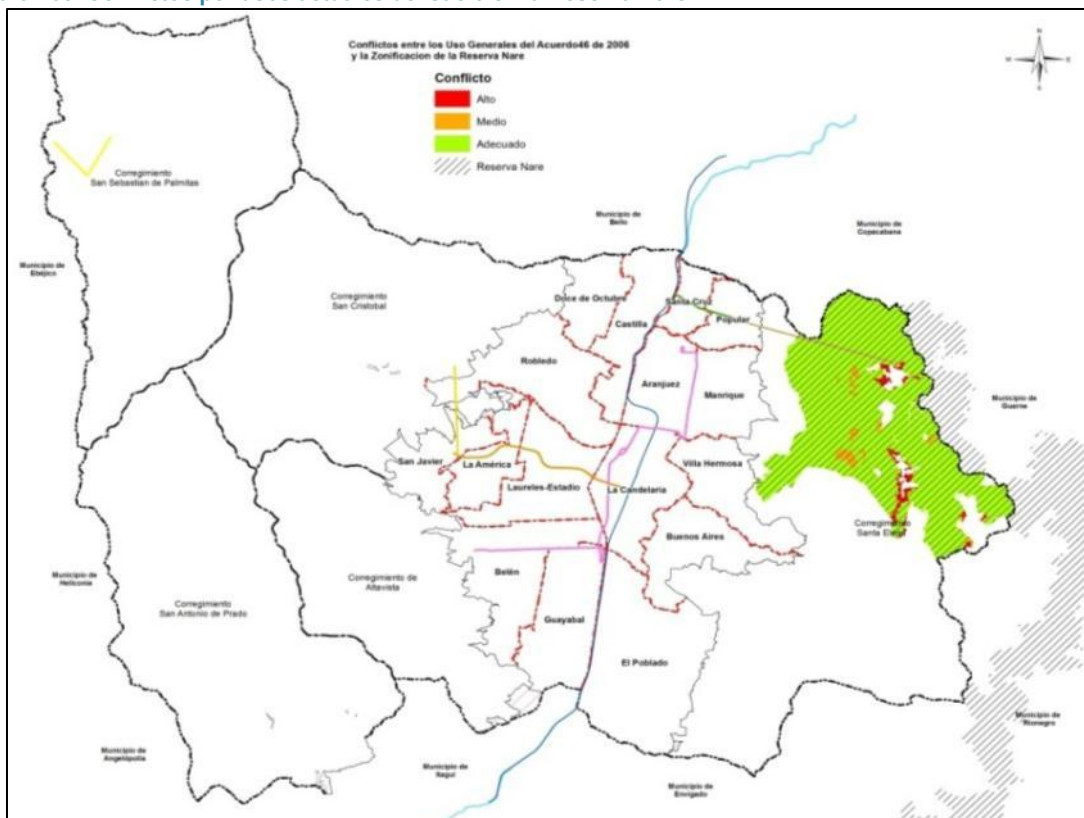 Conflictos entre los Uso Generales del Acuerdo46 de 2006
y la Zonificacion de la Reserva Nare
Conflicto
Alto
Medio
Adecuado
Reserva Nare
N
E
S
Corregimiento
San Sebastian de Palmitas
Municipio de
Bello
Municipio de
Copacabana
Municipio de
Ebéjico
Corregimiento
San Cristobal
Doce de Octubre
Santa Cruz
Castilla
Popular
Robledo
Aranjuez
Manrique
Municipio de
Guarne
San Javier
La América
Villa Hermosa
Laureles-Estadio
La Candelaria
Corregimiento
Santa Elena
Buenos Aires
Municipio de
Heliconia
Corregimiento de
Altavista
Belén
Corregimiento
San Antonio de Prado
Guayabal
El Poblado
Municipio de
Rionegro
Municipio de
Angelópolis
Municipio de
Itagui
Municipio de
Envigado